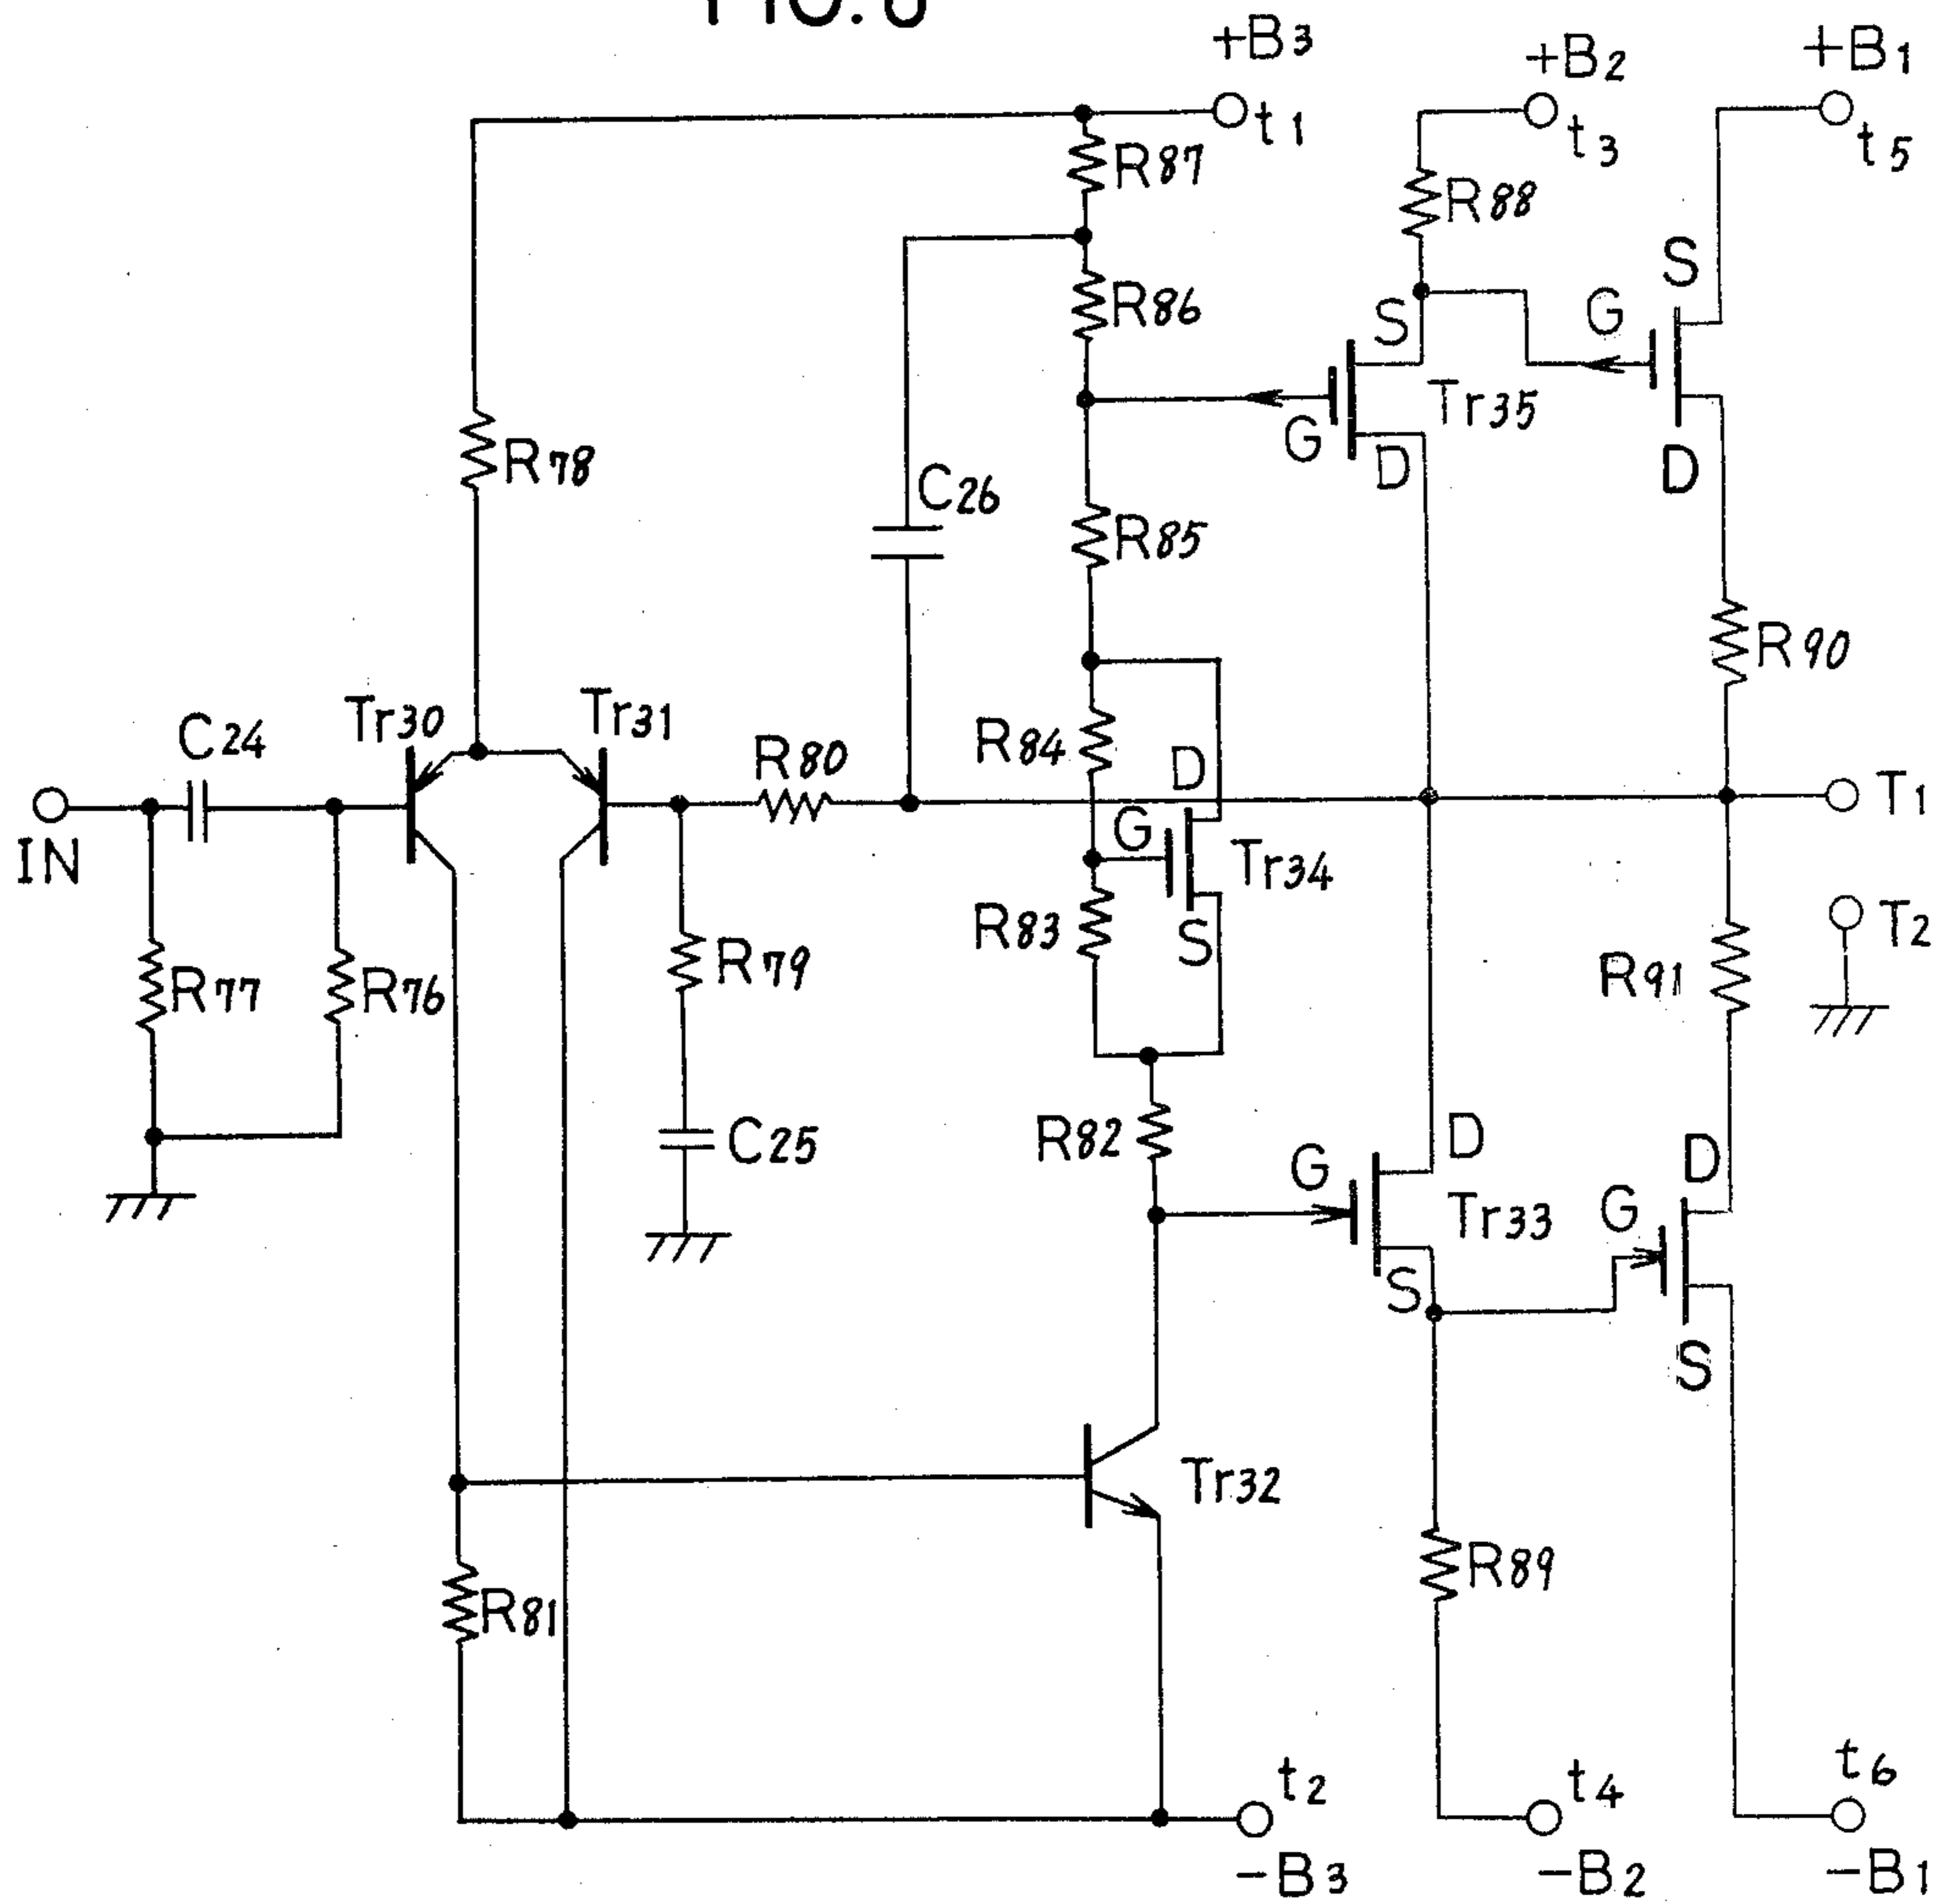 +B3
t1
+B2
t3
+B1
t5
R87
R88
R86
S
G
S
Tr35
G
D
D
R78
C26
R85
R90
C24
Tr30
Tr31
R80
R84
D
T1
IN
G
Tr34
T2
R83
S
R77
R76
R79
R91
C25
R82
G
D
D
Tr33
G
S
S
Tr32
R89
R81
t2
-B3
t4
-B2
t6
-B1